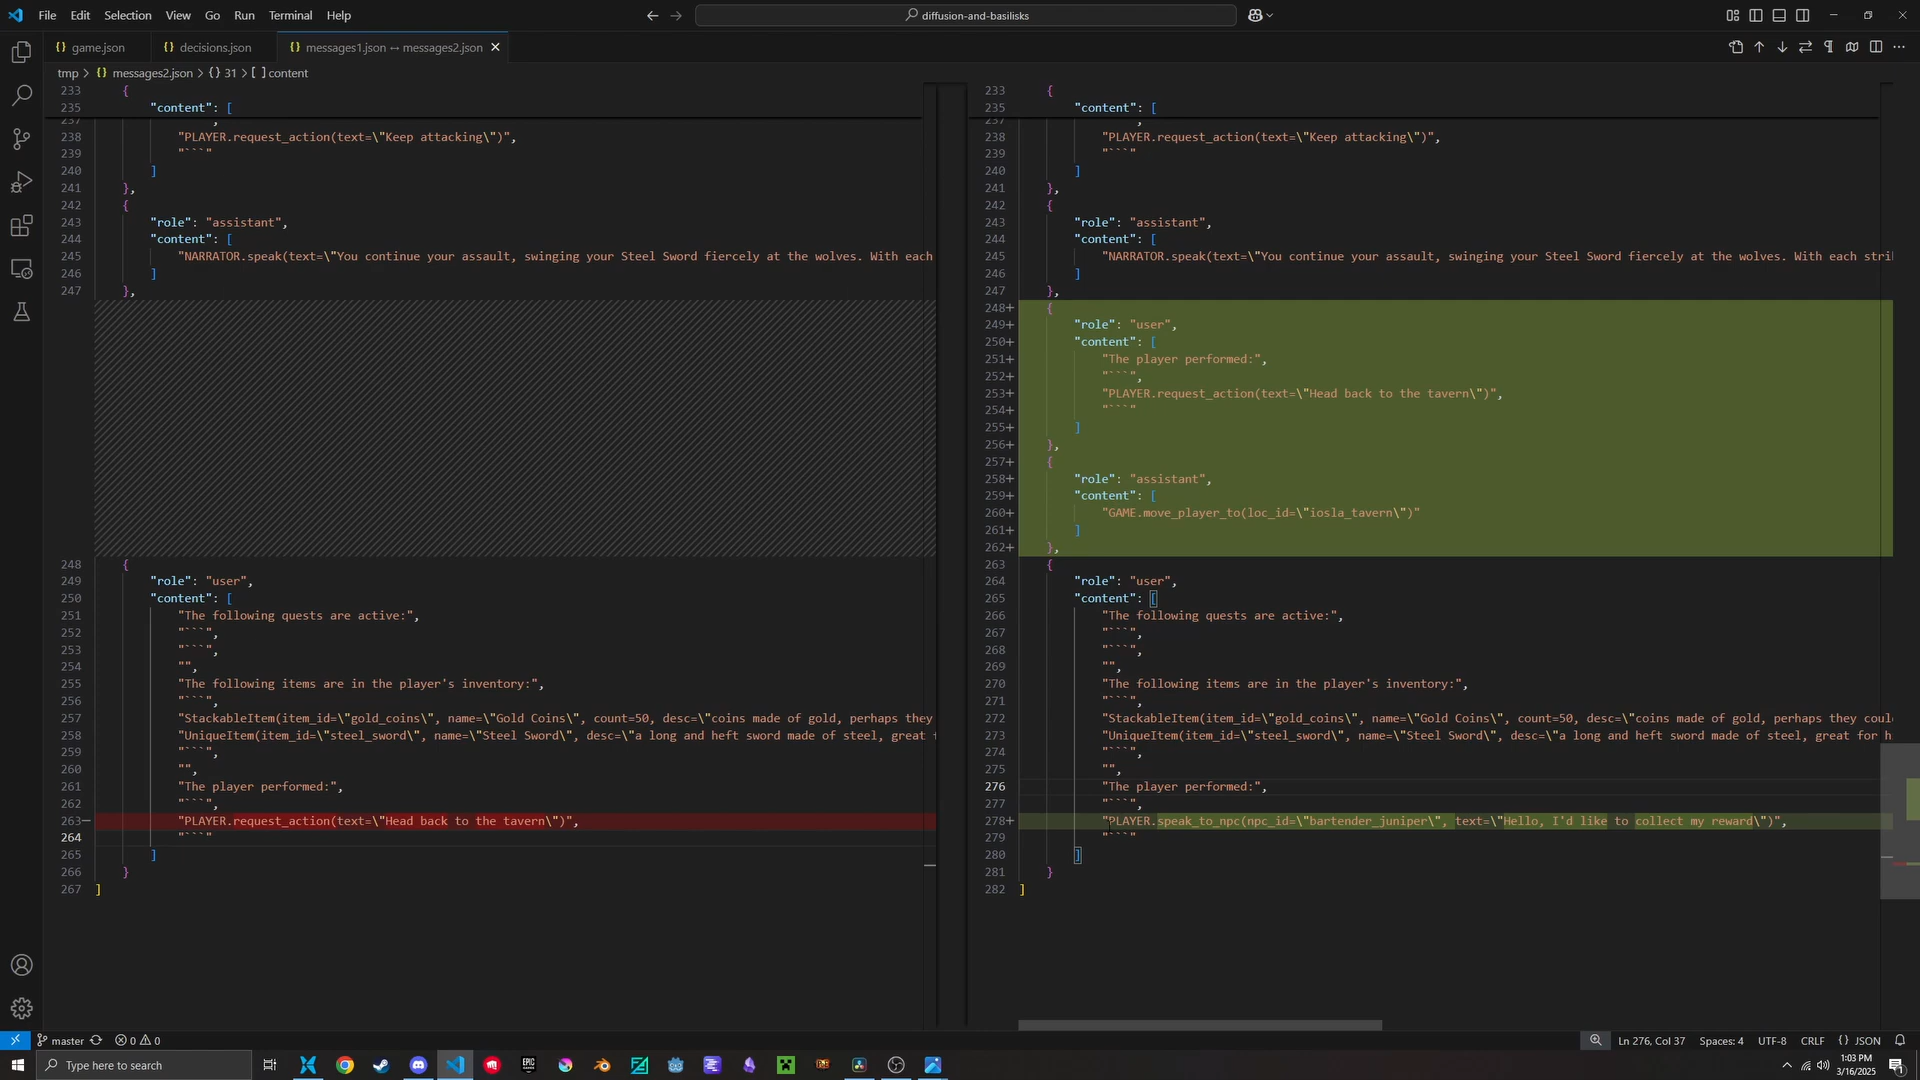 File Edit Selection View Go Run Terminal Help
diffusion-and-basilisks
game.json decisions.json messages1.json ↔ messages2.json
tmp > messages2.json > {} 31 > [ ] content
233 {
235 "content": [
237 ,
238 "PLAYER.request_action(text=\"Keep attacking\")",
239 "```"
240 ]
241 },
242 {
243 "role": "assistant",
244 "content": [
245 "NARRATOR.speak(text=\"You continue your assault, swinging your Steel Sword fiercely at the wolves. With each
246 ]
247 },
248 {
249 "role": "user",
250 "content": [
251 "The following quests are active:",
252 "```",
253 "```",
254 "",
255 "The following items are in the player's inventory:",
256 "```",
257 "StackableItem(item_id=\"gold_coins\", name=\"Gold Coins\", count=50, desc=\"coins made of gold, perhaps they
258 "UniqueItem(item_id=\"steel_sword\", name=\"Steel Sword\", desc=\"a long and heft sword made of steel, great
259 "```",
260 "",
261 "The player performed:",
262 "```",
263- "PLAYER.request_action(text=\"Head back to the tavern\")",
264 "```"
265 ]
266 }
267 ]
233 {
235 "content": [
237 ,
238 "PLAYER.request_action(text=\"Keep attacking\")",
239 "```"
240 ]
241 },
242 {
243 "role": "assistant",
244 "content": [
245 "NARRATOR.speak(text=\"You continue your assault, swinging your Steel Sword fiercely at the wolves. With each stri
246 ]
247 },
248+ {
249+ "role": "user",
250+ "content": [
251+ "The player performed:",
252+ "```",
253+ "PLAYER.request_action(text=\"Head back to the tavern\")",
254+ "```"
255+ ]
256+ },
257+ {
258+ "role": "assistant",
259+ "content": [
260+ "GAME.move_player_to(loc_id=\"iosla_tavern\")"
261+ ]
262+ },
263 {
264 "role": "user",
265 "content": [
266 "The following quests are active:",
267 "```",
268 "```",
269 "",
270 "The following items are in the player's inventory:",
271 "```",
272 "StackableItem(item_id=\"gold_coins\", name=\"Gold Coins\", count=50, desc=\"coins made of gold, perhaps they coul
273 "UniqueItem(item_id=\"steel_sword\", name=\"Steel Sword\", desc=\"a long and heft sword made of steel, great for h
274 "```",
275 "",
276 "The player performed:",
277 "```",
278+ "PLAYER.speak_to_npc(npc_id=\"bartender_juniper\", text=\"Hello, I'd like to collect my reward\")",
279 "```"
280 ]
281 }
282 ]
master 0 0 Ln 276, Col 37 Spaces: 4 UTF-8 CRLF {} JSON
Type here to search
EPIC GAMES
1:03 PM
3/16/2025